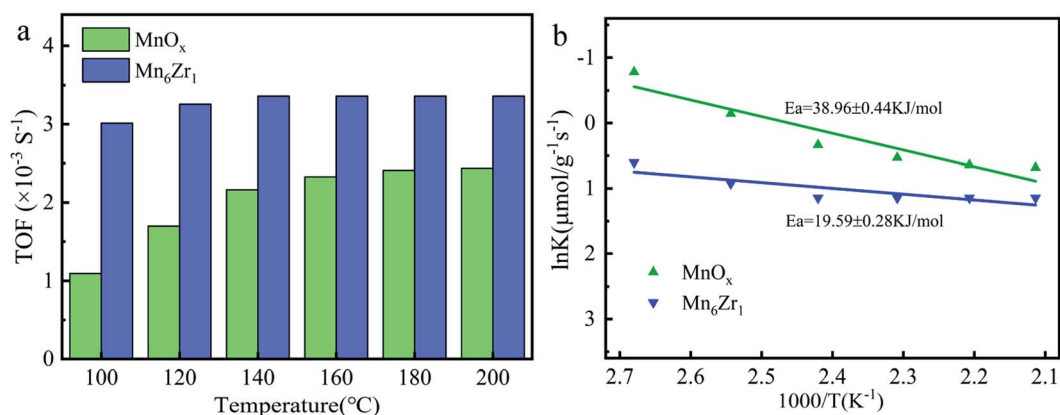 a
MnOx
Mn6Zr1
TOF (×10-3 S-1)
4
3
2
1
0
100 120 140 160 180 200
Temperature(°C)
b
Ea=38.96±0.44KJ/mol
Ea=19.59±0.28KJ/mol
MnOx
Mn6Zr1
lnK(μmol/g-1s-1)
-1
0
1
2
3
2.7 2.6 2.5 2.4 2.3 2.2 2.1
1000/T(K-1)